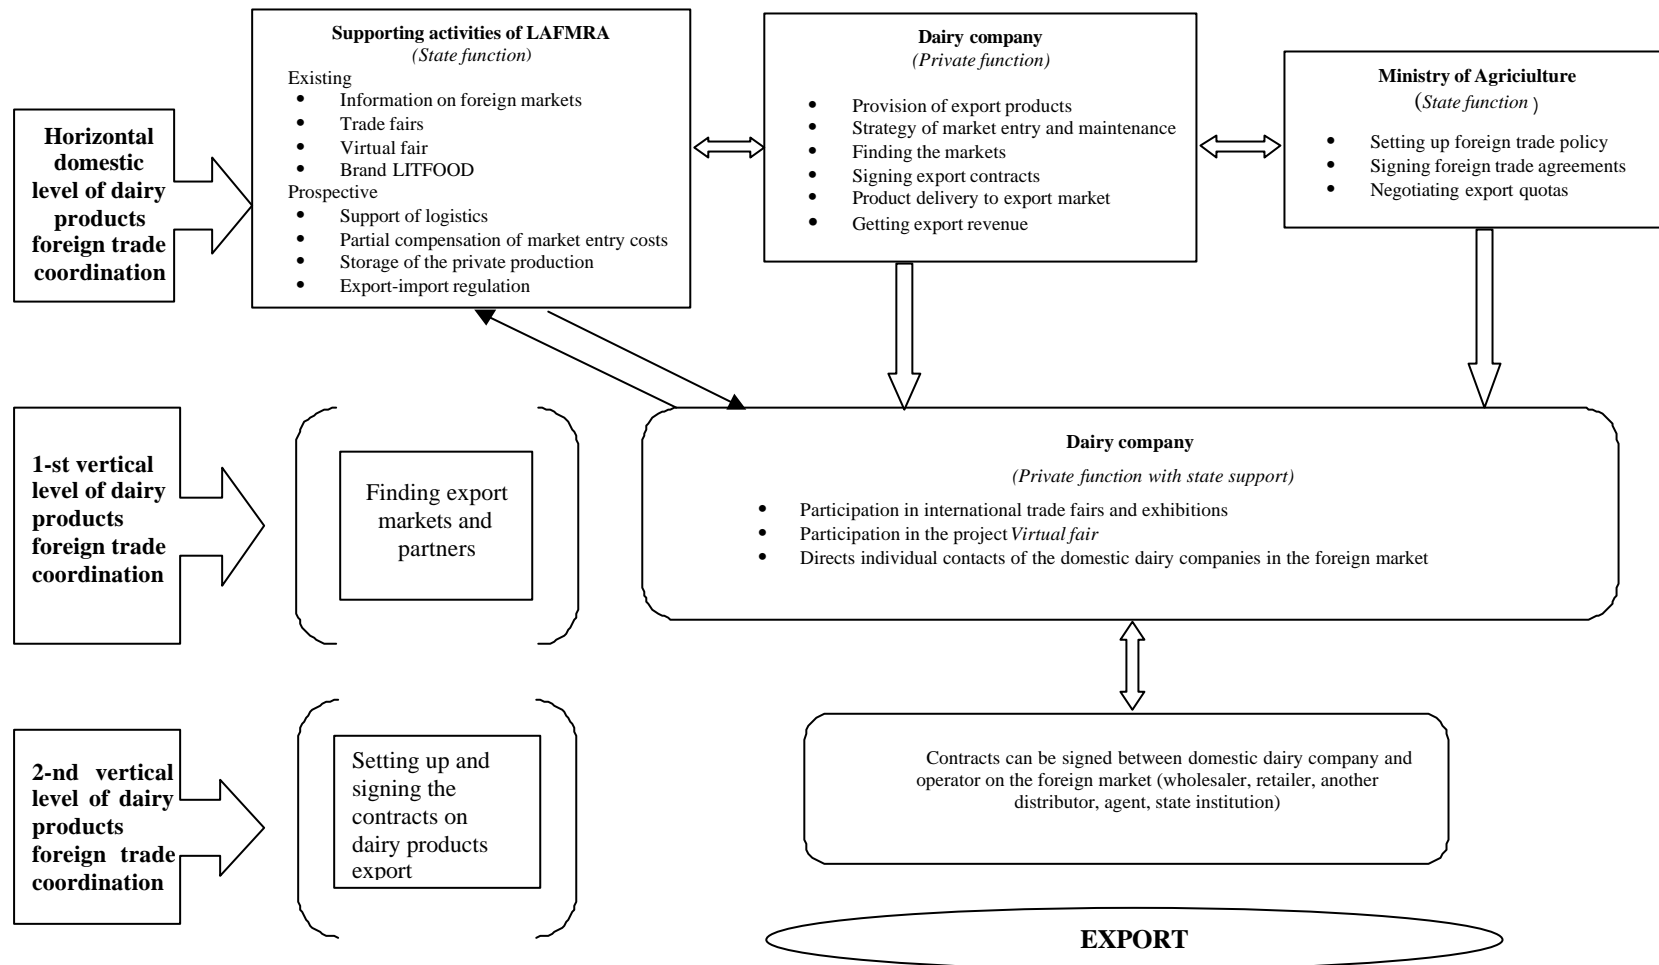 Horizontal
domestic
level of dairy
products
foreign trade
coordination
Supporting activities of LAFMRA
(State function)
Existing
• Information on foreign markets
• Trade fairs
• Virtual fair
• Brand LITFOOD
Prospective
• Support of logistics
• Partial compensation of market entry costs
• Storage of the private production
• Export-import regulation
Dairy company
(Private function)
• Provision of export products
• Strategy of market entry and maintenance
• Finding the markets
• Signing export contracts
• Product delivery to export market
• Getting export revenue
Ministry of Agriciulture
(State function)
• Setting up foreign trade policy
• Signing foreign trade agreements
• Negotiating export quotas
1-st vertical
level of dairy
products
foreign trade
coordination
Finding export
markets and
partners
Dairy company
(Private function with state support)
• Participation in international trade fairs and exhibitions
• Participation in the project Virtual fair
• Directs individual contacts of the domestic dairy companies in the foreign market
2-nd vertical
level of dairy
products
foreign trade
coordination
Setting up and
signing the
contracts on
dairy products
export
Contracts can be signed between domestic dairy company and
operator on the foreign market (wholesaler, retailer, another
distributor, agent, state institution)
EXPORT